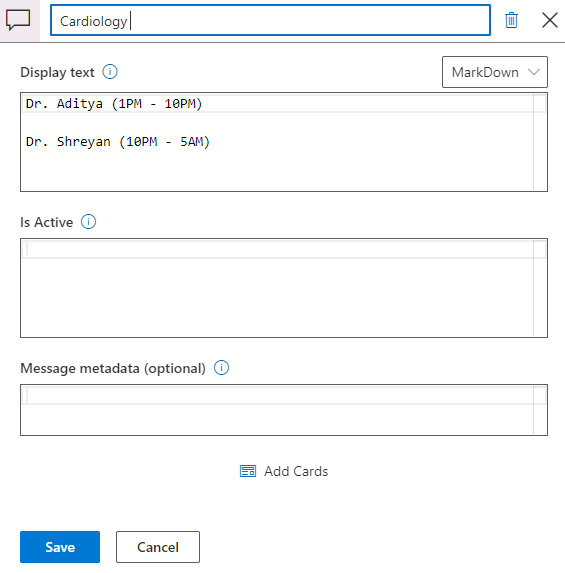 Cardiology
Display text
MarkDown
Dr. Aditya (1PM - 10PM)
Dr. Shreyan (10PM - 5AM)
Is Active
Message metadata (optional)
Add Cards
Save
Cancel